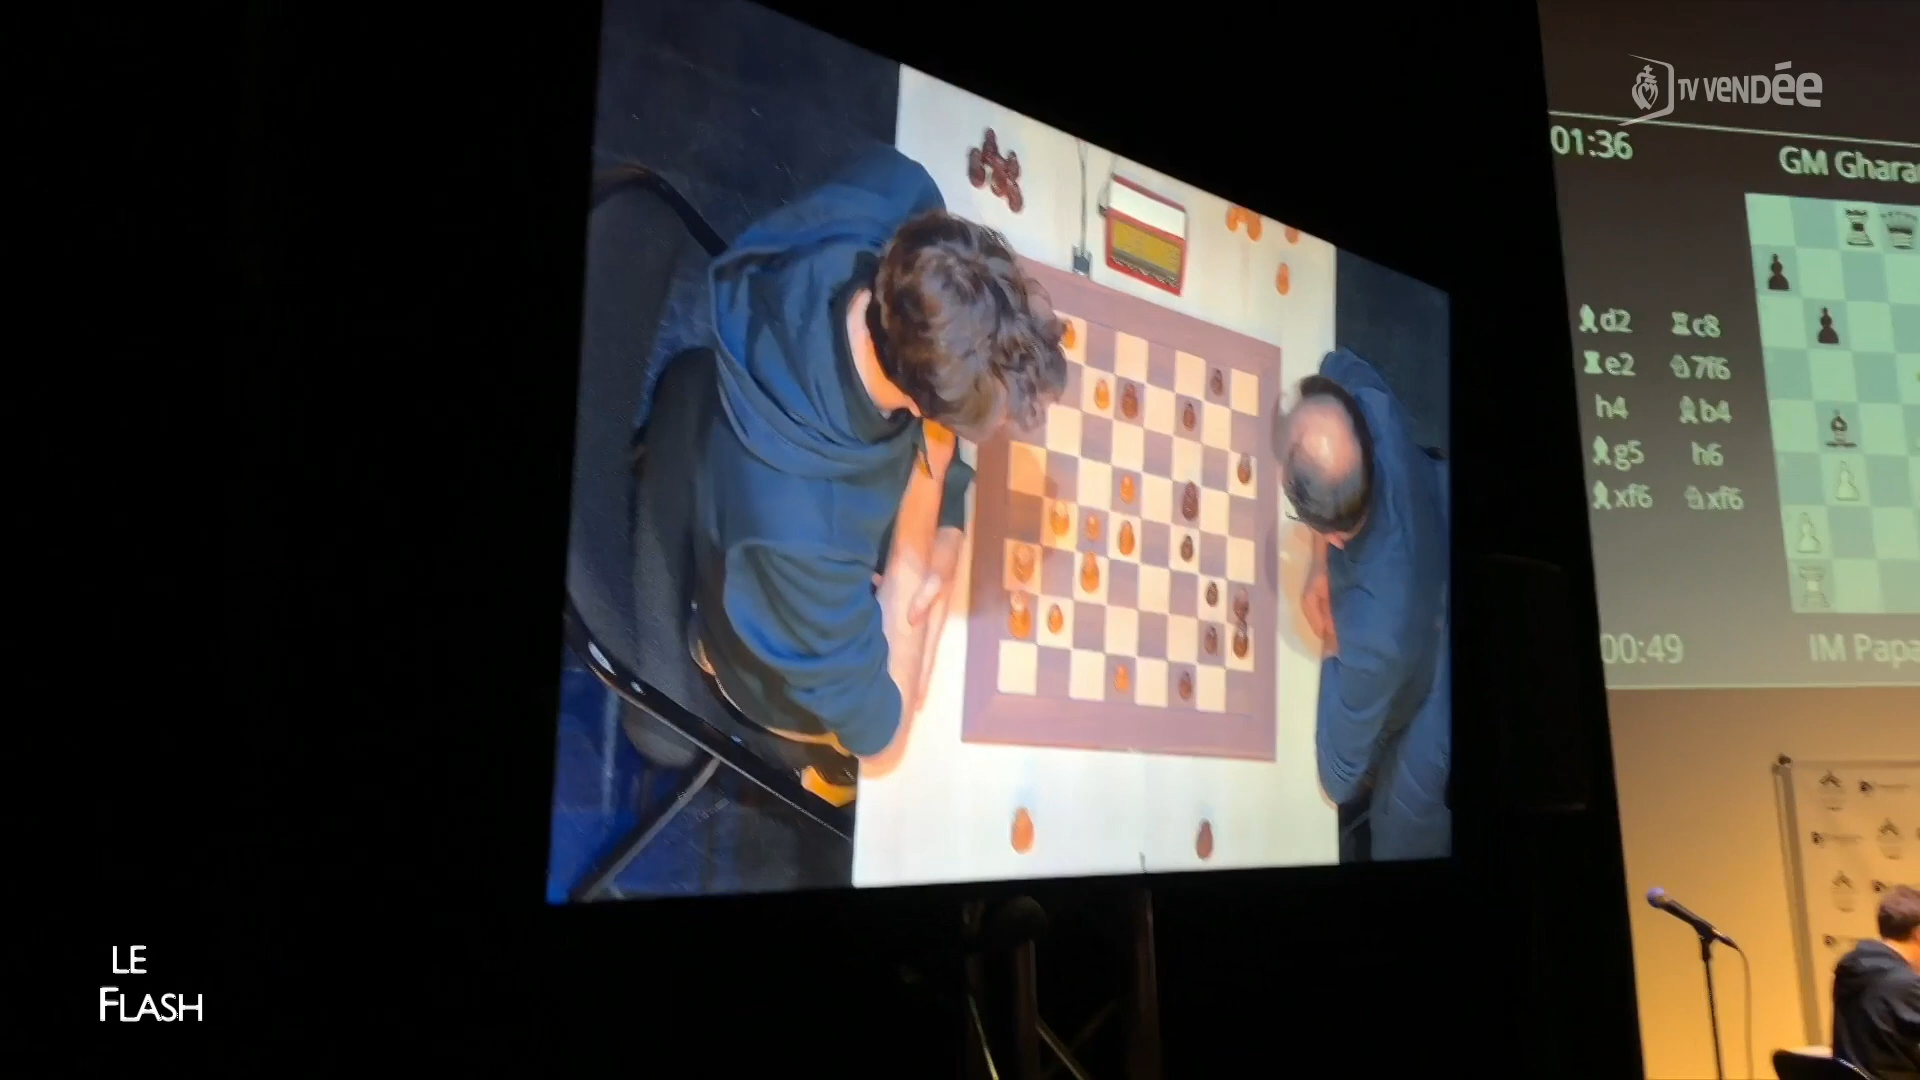 TV VENDÉE
01:36
GM Ghara
♝d2 ♜c8
♜e2 ♞7f6
h4 ♝b4
♝g5 h6
♝xf6 ♞xf6
00:49
IM Papa
LE
FLASH